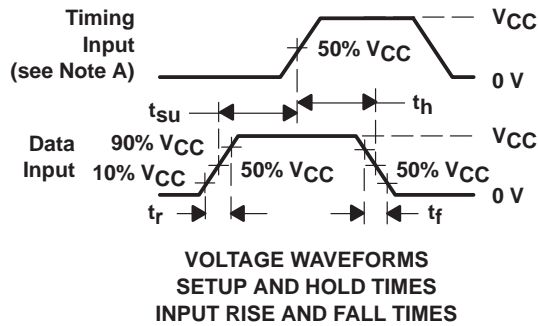 Timing
Input
(see Note A)
VCC
50% VCC
0 V
tsu
th
Data
Input
90% VCC
10% VCC
50% VCC
VCC
50% VCC
0 V
tr
tf
VOLTAGE WAVEFORMS
SETUP AND HOLD TIMES
INPUT RISE AND FALL TIMES